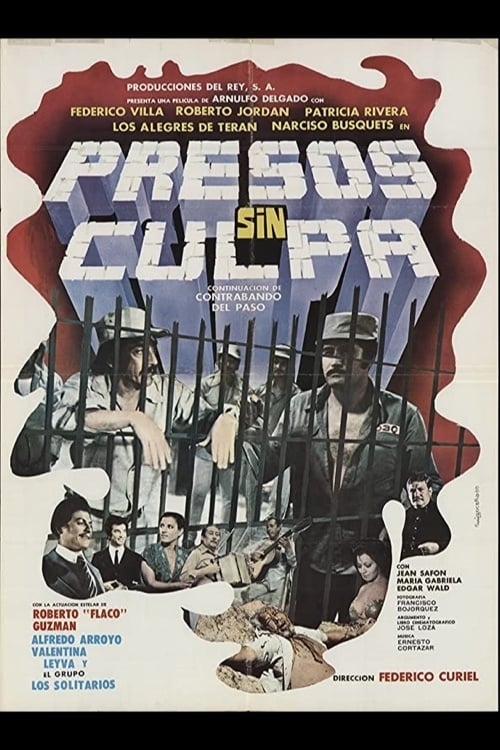 PRODUCCIONES DEL REY, S. A.
PRESENTA UNA PELICULA DE ARNULFO DELGADO CON
FEDERICO VILLA ROBERTO JORDAN PATRICIA RIVERA
LOS ALEGRES DE TERAN NARCISO BUSQUETS EN
PRESOS
SIN
CULPA
CONTINUACION DE
CONTRABANDO
DEL PASO
CON
JEAN SAFON
MARIA GABRIELA
EDGAR WALD
FOTOGRAFIA
FRANCISCO
BOJORQUEZ
ARGUMENTO Y
LIBRO CINEMATOGRAFICO
JOSE LOZA
MUSICA
ERNESTO
CORTAZAR
CON LA ACTUACION ESTELAR DE
ROBERTO "FLACO"
GUZMAN
ALFREDO ARROYO
VALENTINA
LEYVA Y
EL GRUPO
LOS SOLITARIOS
DIRECCION FEDERICO CURIEL